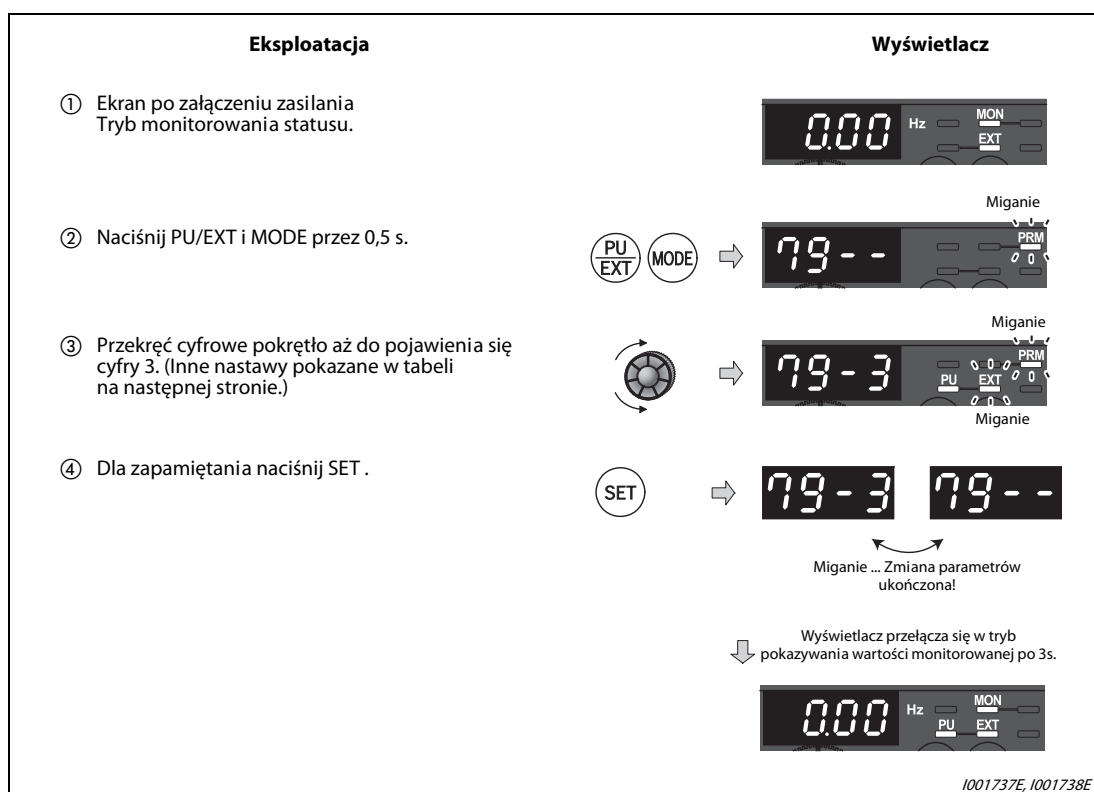 Eksploatacja
Wyświetlacz
① Ekran po załączeniu zasilania
Tryb monitorowania statusu.
0.00 Hz MON
EXT
② Naciśnij PU/EXT i MODE przez 0,5 s.
PU
EXT
MODE
Miganie
79-- PRM
③ Przekręć cyfrowe pokrętło aż do pojawienia się
cyfry 3. (Inne nastawy pokazane w tabeli
na następnej stronie.)
Miganie
79-3 PRM
PU EXT
Miganie
④ Dla zapamiętania naciśnij SET .
SET
79-3 79--
Miganie ... Zmiana parametrów
ukończona!
Wyświetlacz przełącza się w tryb
pokazywania wartości monitorowanej po 3s.
0.00 Hz MON
PU EXT
I001737E, I001738E